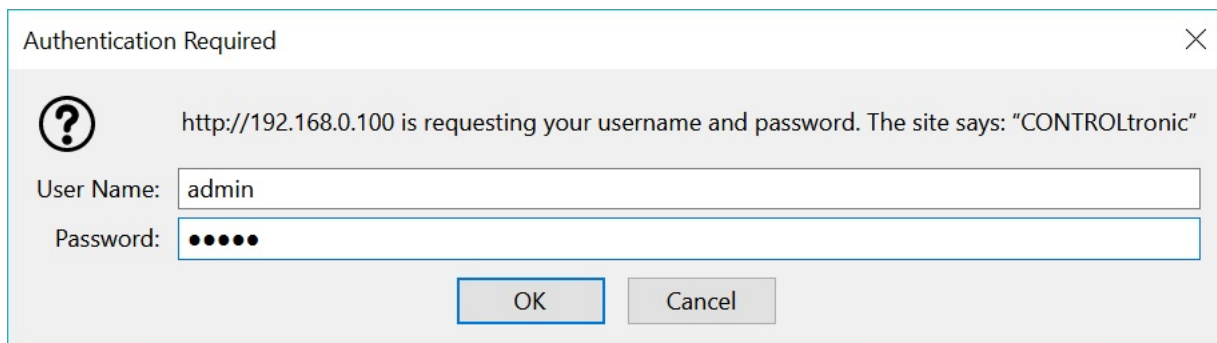 Authentication Required
http://192.168.0.100 is requesting your username and password. The site says: “CONTROLtronic”
User Name: admin
Password: •••••
OK Cancel